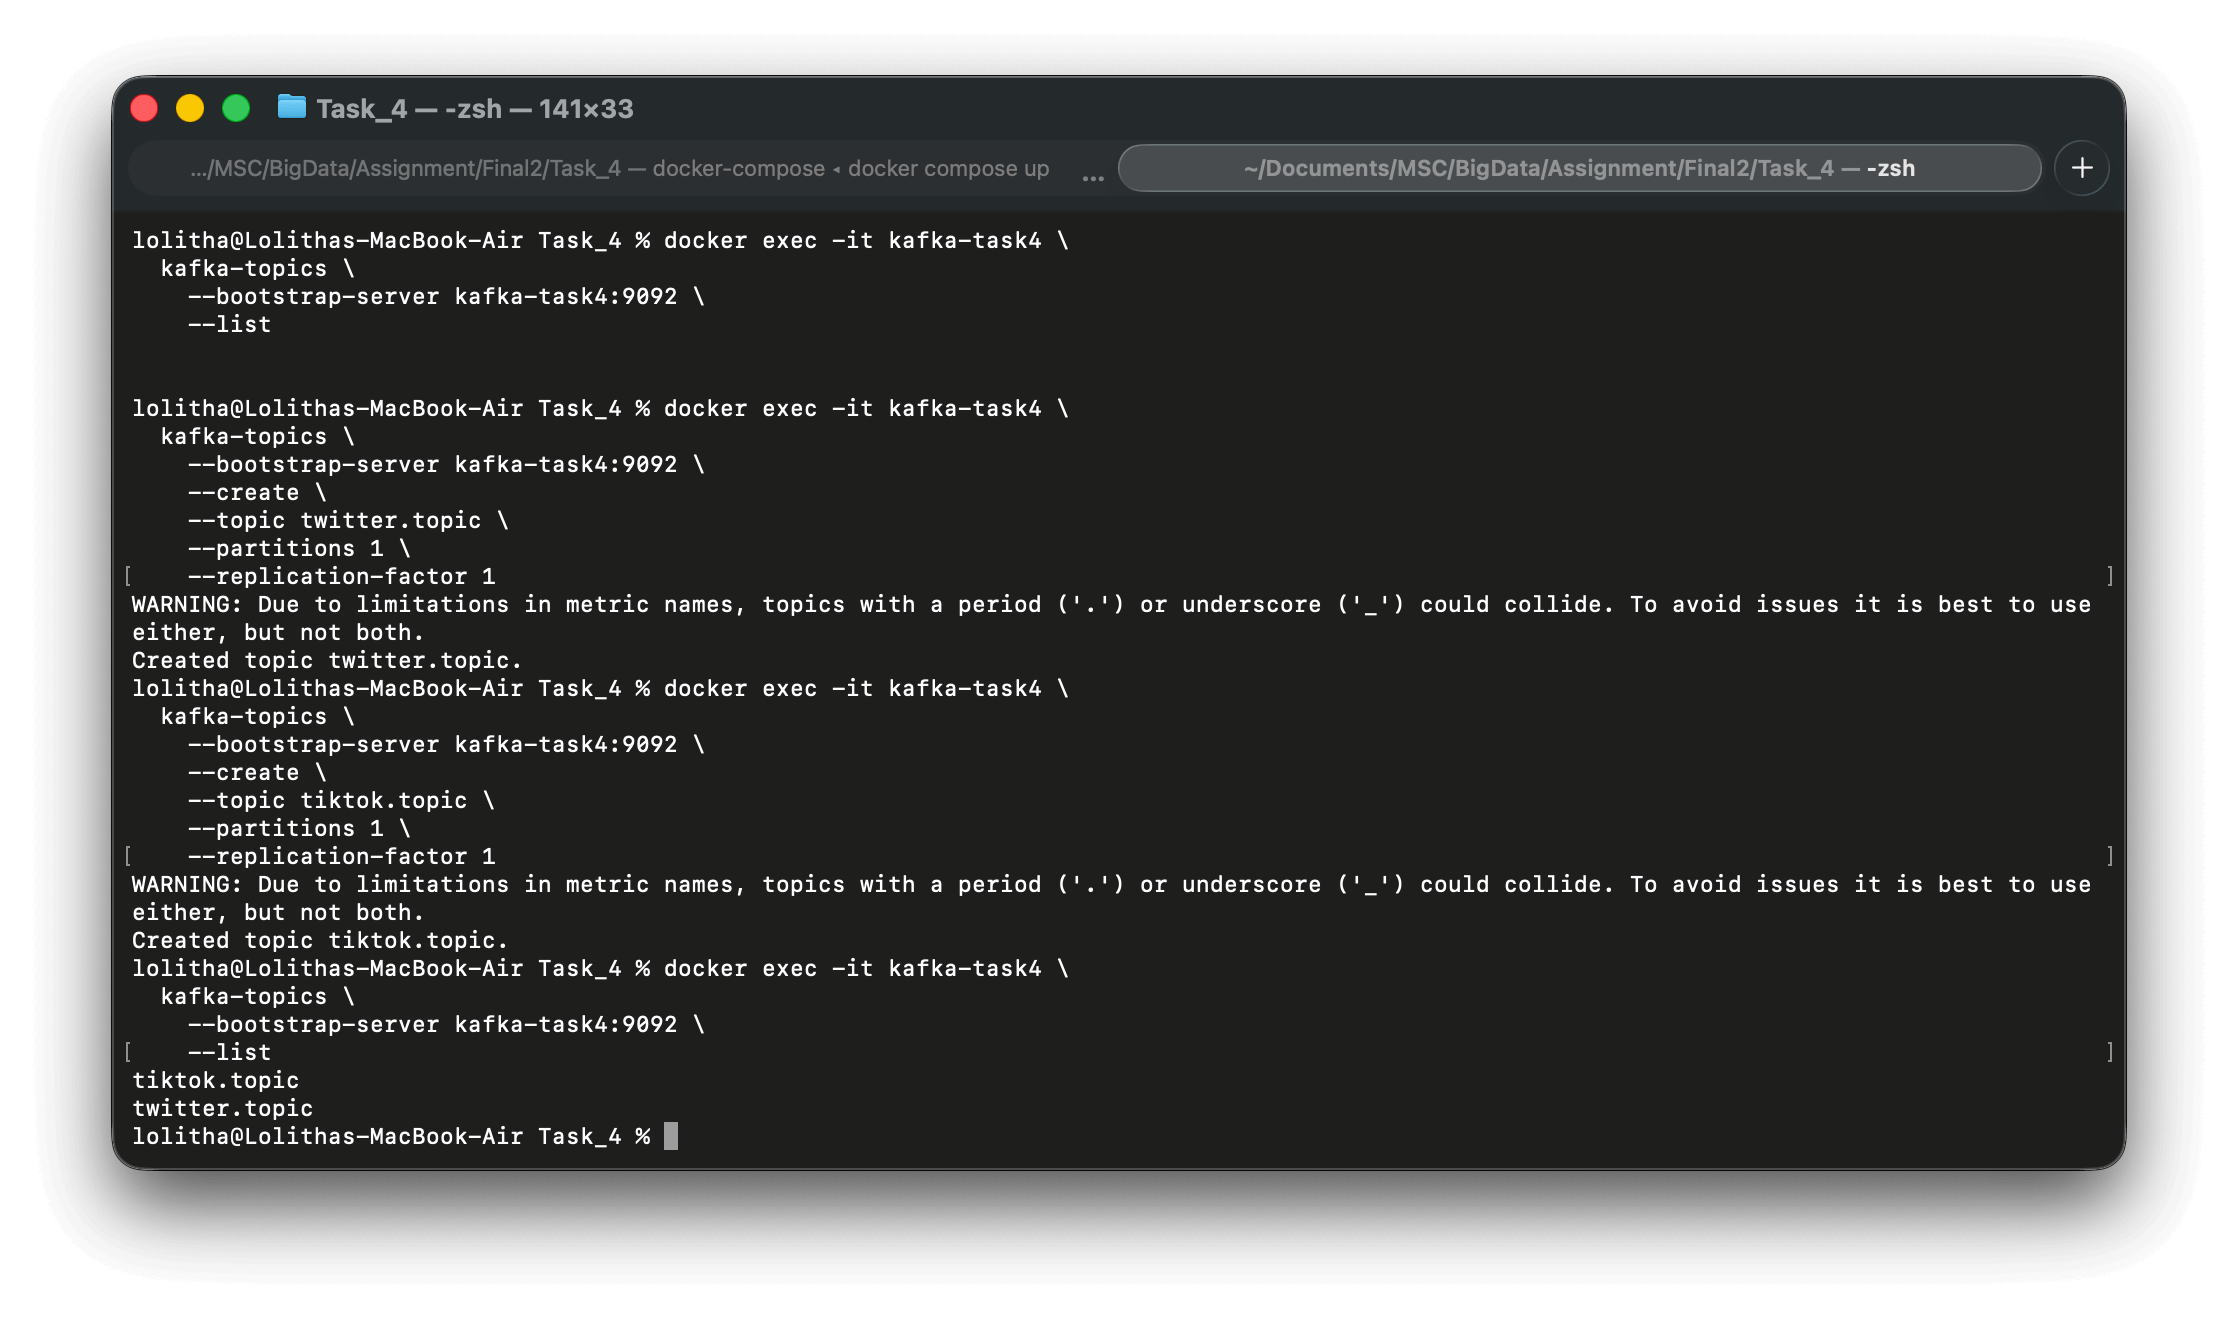 Task_4 — -zsh — 141×33
.../MSC/BigData/Assignment/Final2/Task_4 — docker-compose ◂ docker compose up ...
~/Documents/MSC/BigData/Assignment/Final2/Task_4 — -zsh
+
lolitha@Lolithas-MacBook-Air Task_4 % docker exec -it kafka-task4 \
  kafka-topics \
    --bootstrap-server kafka-task4:9092 \
    --list
lolitha@Lolithas-MacBook-Air Task_4 % docker exec -it kafka-task4 \
  kafka-topics \
    --bootstrap-server kafka-task4:9092 \
    --create \
    --topic twitter.topic \
    --partitions 1 \
[    --replication-factor 1 ]
WARNING: Due to limitations in metric names, topics with a period ('.') or underscore ('_') could collide. To avoid issues it is best to use
either, but not both.
Created topic twitter.topic.
lolitha@Lolithas-MacBook-Air Task_4 % docker exec -it kafka-task4 \
  kafka-topics \
    --bootstrap-server kafka-task4:9092 \
    --create \
    --topic tiktok.topic \
    --partitions 1 \
[    --replication-factor 1 ]
WARNING: Due to limitations in metric names, topics with a period ('.') or underscore ('_') could collide. To avoid issues it is best to use
either, but not both.
Created topic tiktok.topic.
lolitha@Lolithas-MacBook-Air Task_4 % docker exec -it kafka-task4 \
  kafka-topics \
    --bootstrap-server kafka-task4:9092 \
[    --list ]
tiktok.topic
twitter.topic
lolitha@Lolithas-MacBook-Air Task_4 %